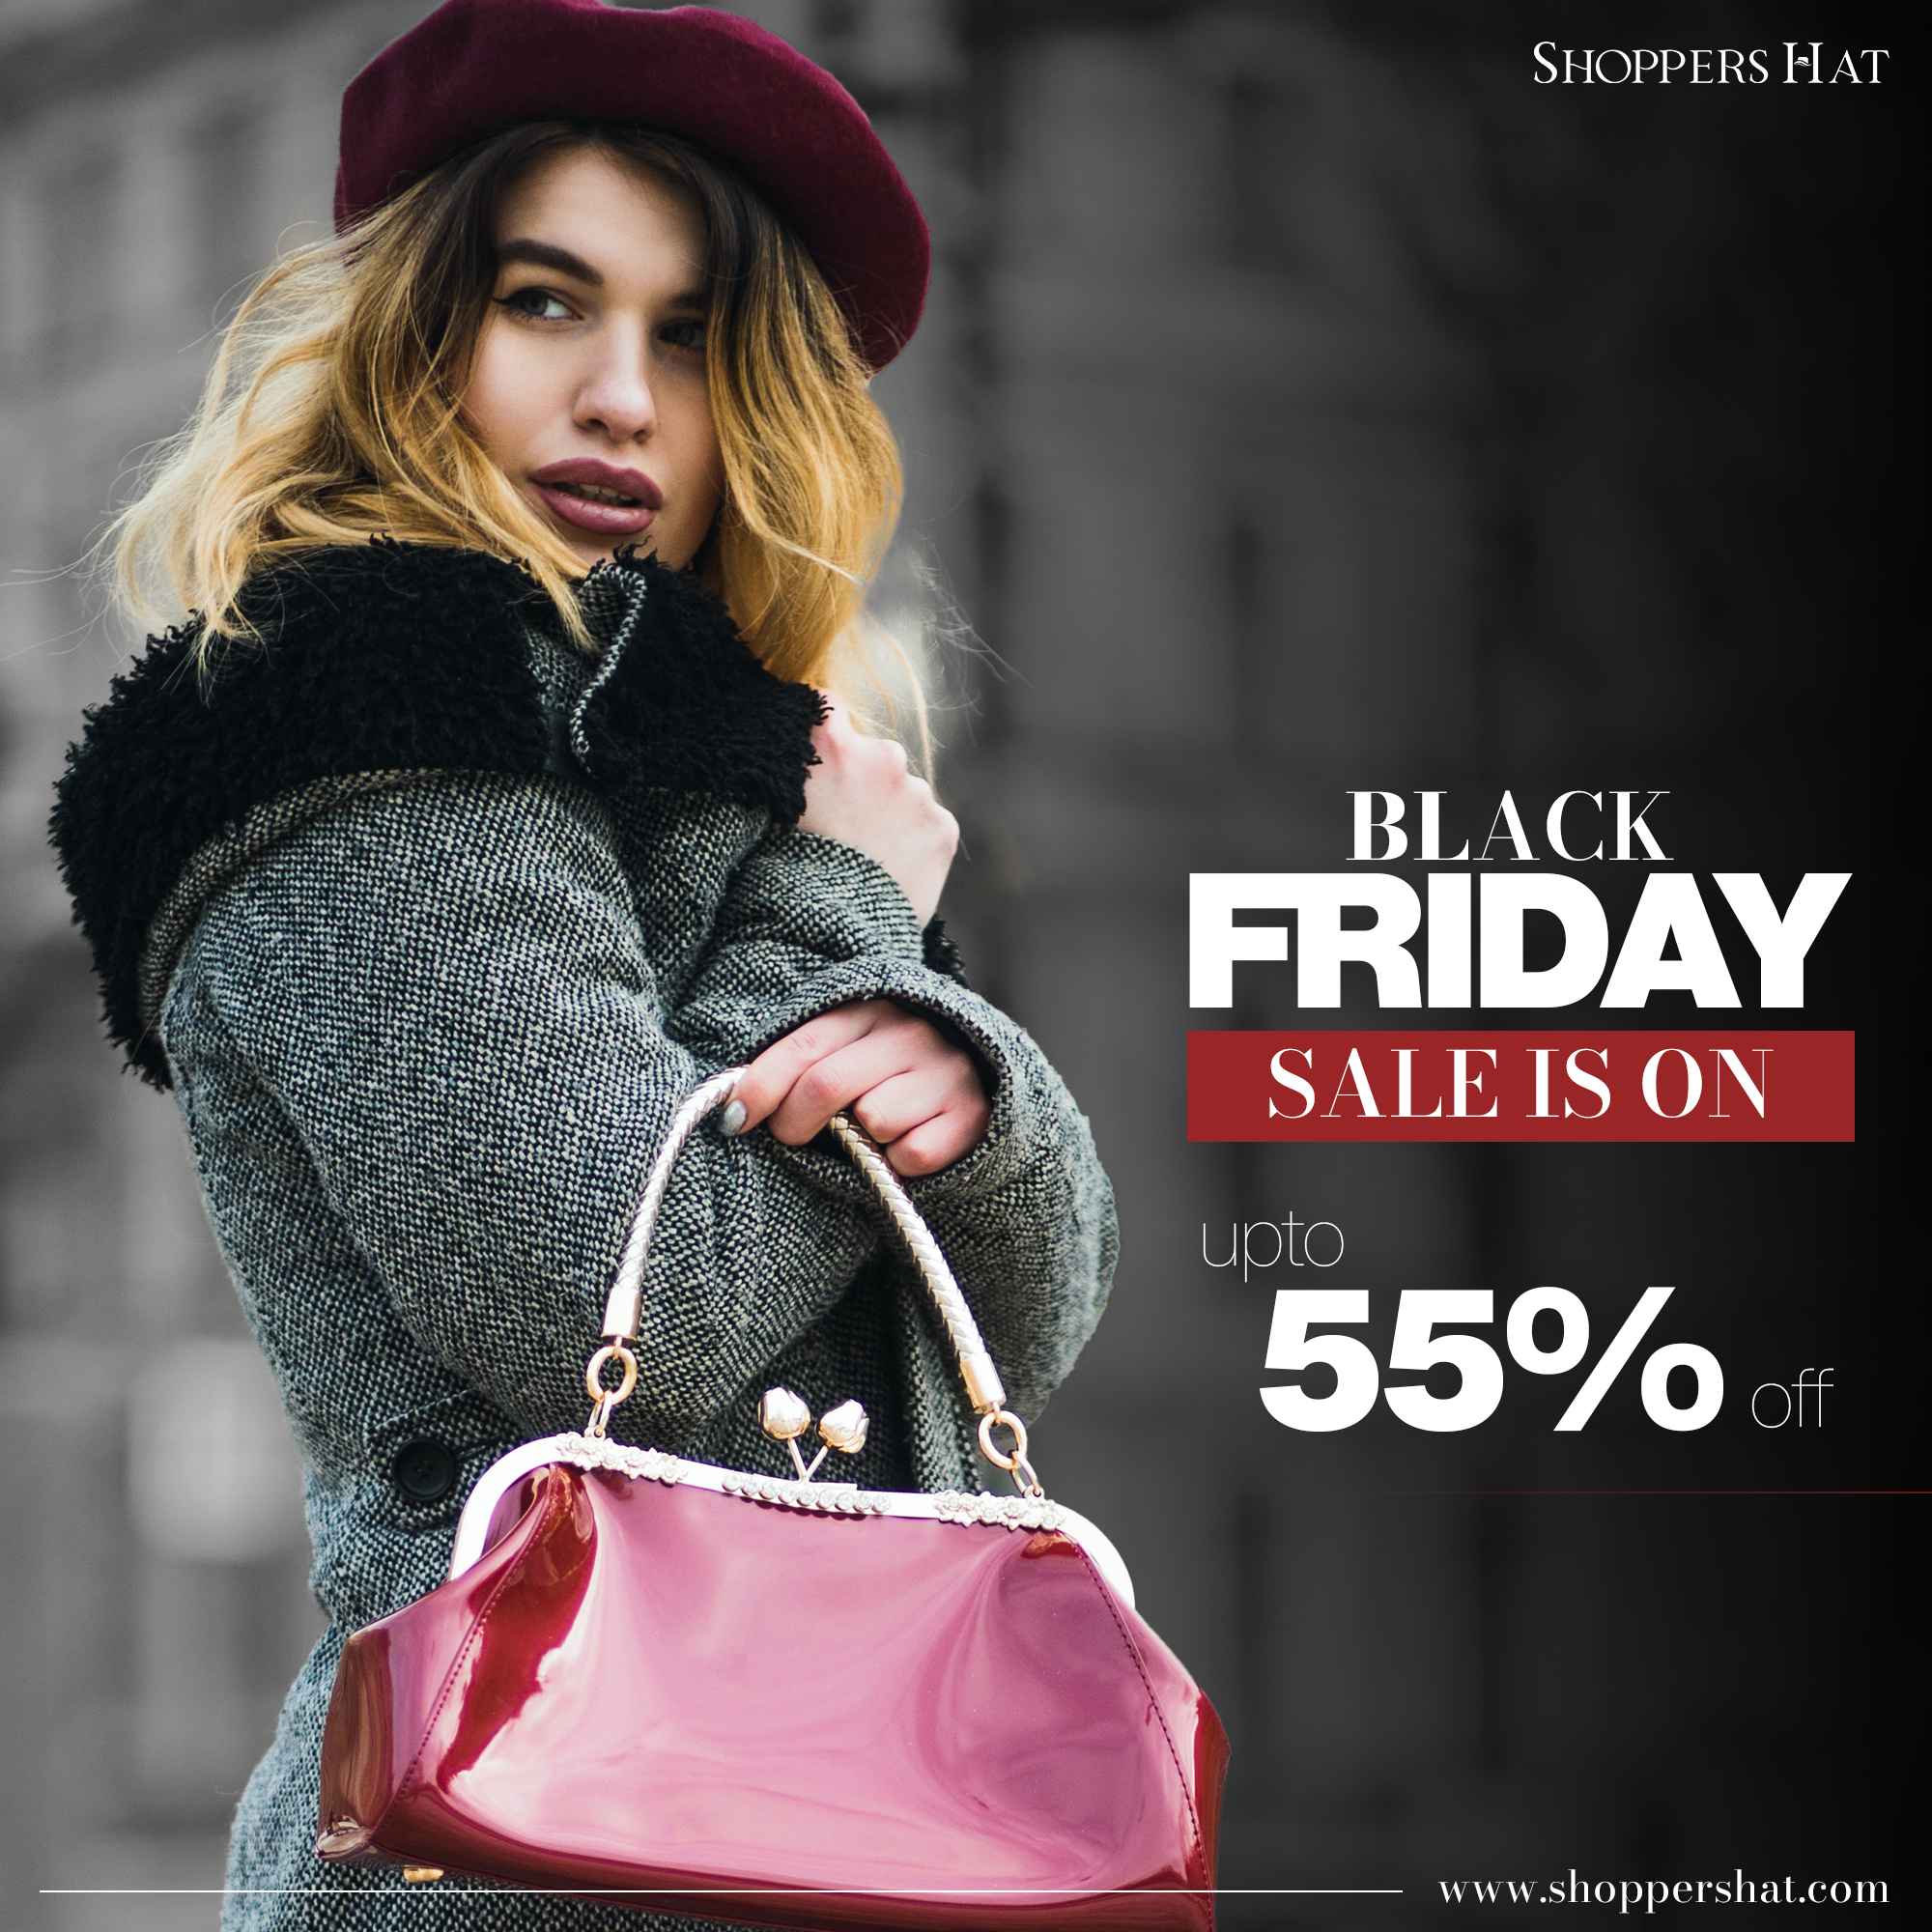 SHOPPERS HAT
BLACK
FRIDAY
SALE IS ON
upto
55% off
www.shoppershat.com